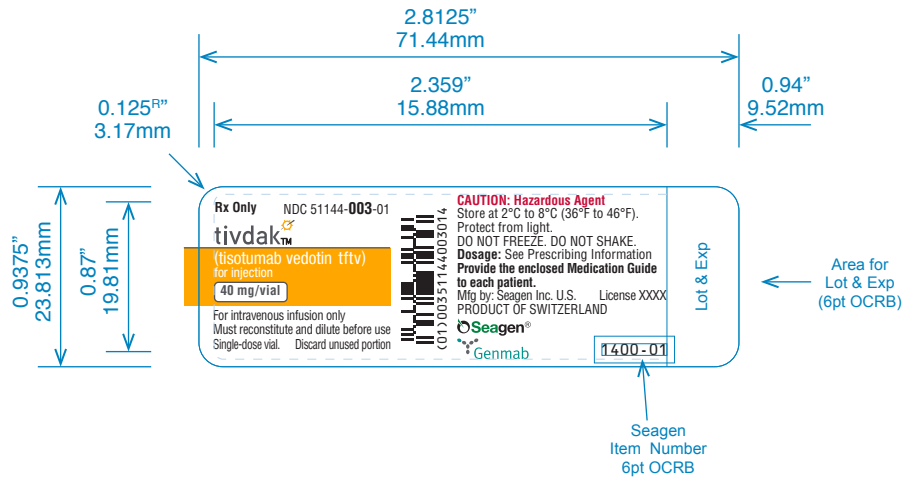 2.8125”
71.44mm
2.359”
15.88mm
0.94”
9.52mm
0.125R”
3.17mm
0.9375”
23.813mm
0.87”
19.81mm
Rx Only NDC 51144-003-01
tivdak™
(tisotumab vedotin tftv)
for injection
40 mg/vial
For intravenous infusion only
Must reconstitute and dilute before use
Single-dose vial. Discard unused portion
(01)00351144003014
CAUTION: Hazardous Agent
Store at 2°C to 8°C (36°F to 46°F).
Protect from light.
DO NOT FREEZE. DO NOT SHAKE.
Dosage: See Prescribing Information
Provide the enclosed Medication Guide
to each patient.
Mfg by: Seagen Inc. U.S. License XXXX
PRODUCT OF SWITZERLAND
Seagen®
Genmab
1400-01
Lot & Exp
Area for
Lot & Exp
(6pt OCRB)
Seagen
Item Number
6pt OCRB